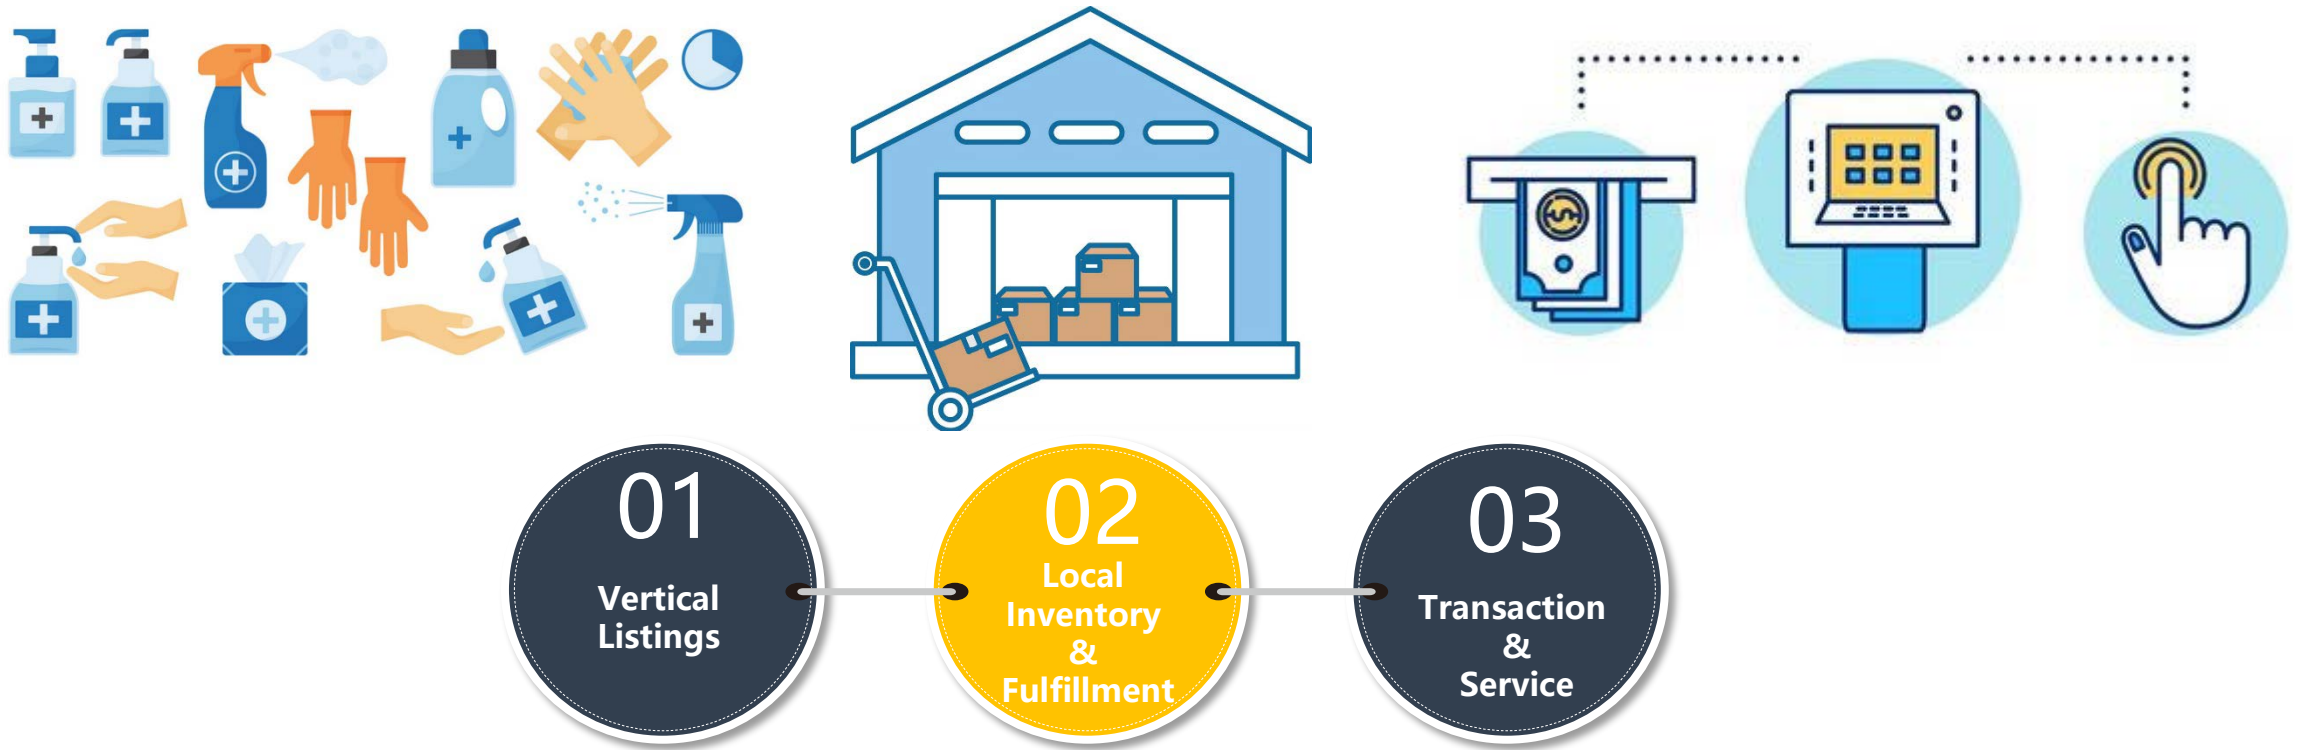 01
Vertical
Listings
02
Local
Inventory
&
Fulfillment
03
Transaction
&
Service